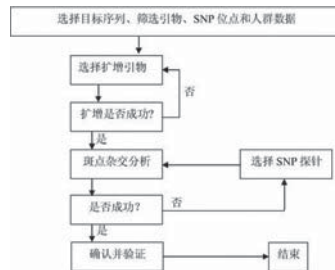 选择目标序列、筛选引物、SNP 位点和人群数据
选择扩增引物
否
扩增是否成功?
是
斑点杂交分析
选择 SNP 探针
是否成功？
否
是
确认并验证
结束